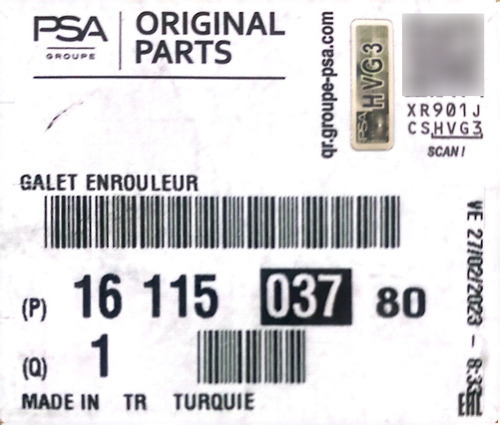 PSA GROUPE
ORIGINAL PARTS
qr.groupe-psa.com
PSA HVG3
XR901J
CSHVG3
SCAN!
GALET ENROULEUR
(P) 16 115 037 80
(Q) 1
MADE IN TR TURQUIE
VE 27/02/2023 - 8:33
EAC